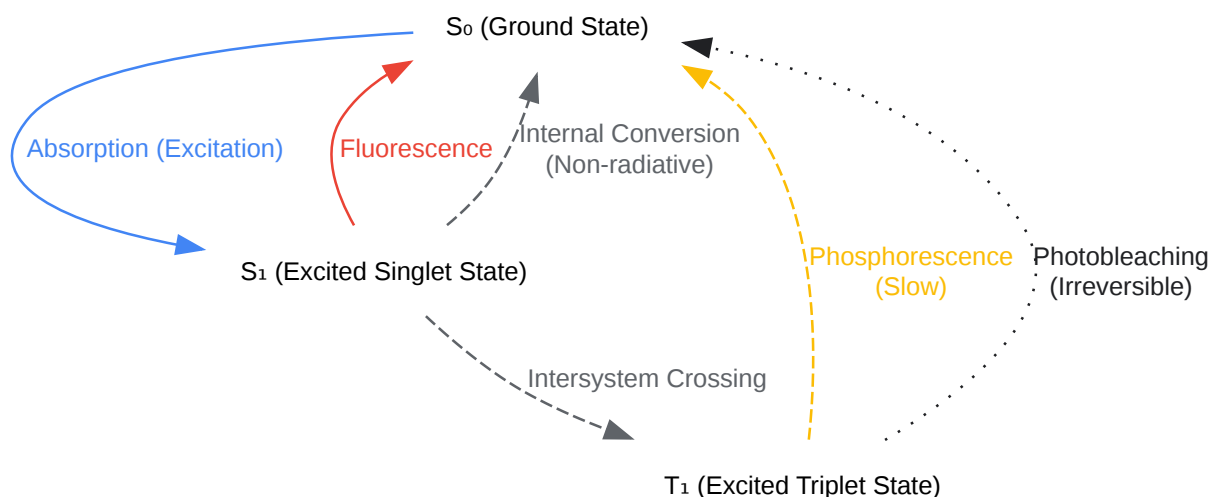 S₀ (Ground State)
Absorption (Excitation)
Fluorescence
Internal Conversion
(Non-radiative)
S₁ (Excited Singlet State)
Phosphorescence
(Slow)
Photobleaching
(Irreversible)
Intersystem Crossing
T₁ (Excited Triplet State)